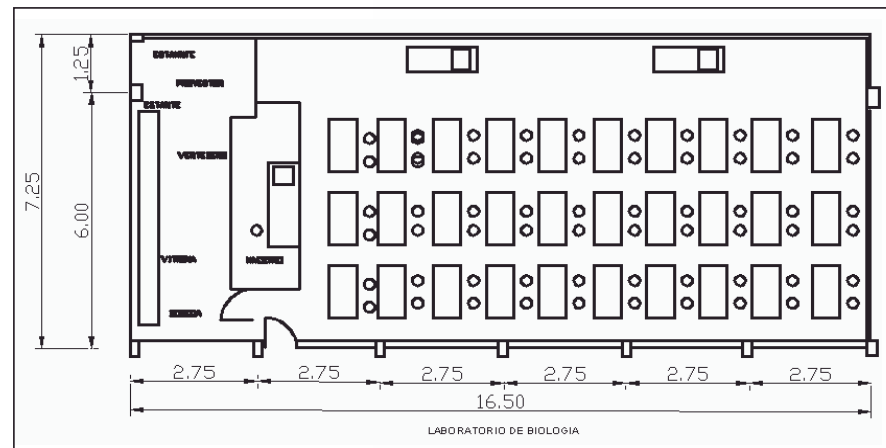 ESTANTE
PROYECTOR
ESTANTE
VERTEDERO
VITRINA
MAESTRO
1.25
7.25
6.00
2.75 2.75 2.75 2.75 2.75 2.75
16.50
LABORATORIO DE BIOLOGIA